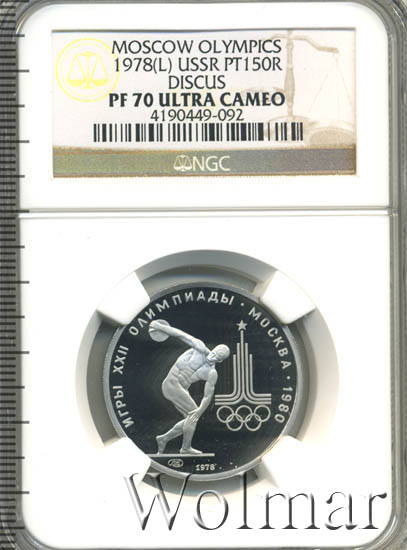 MOSCOW OLYMPICS
1978(L) USSR PT150R
DISCUS
PF 70 ULTRA CAMEO
4190449-092
NGC
ИГРЫ XXII ОЛИМПИАДЫ · МОСКВА · 1980
1978
Wolmar